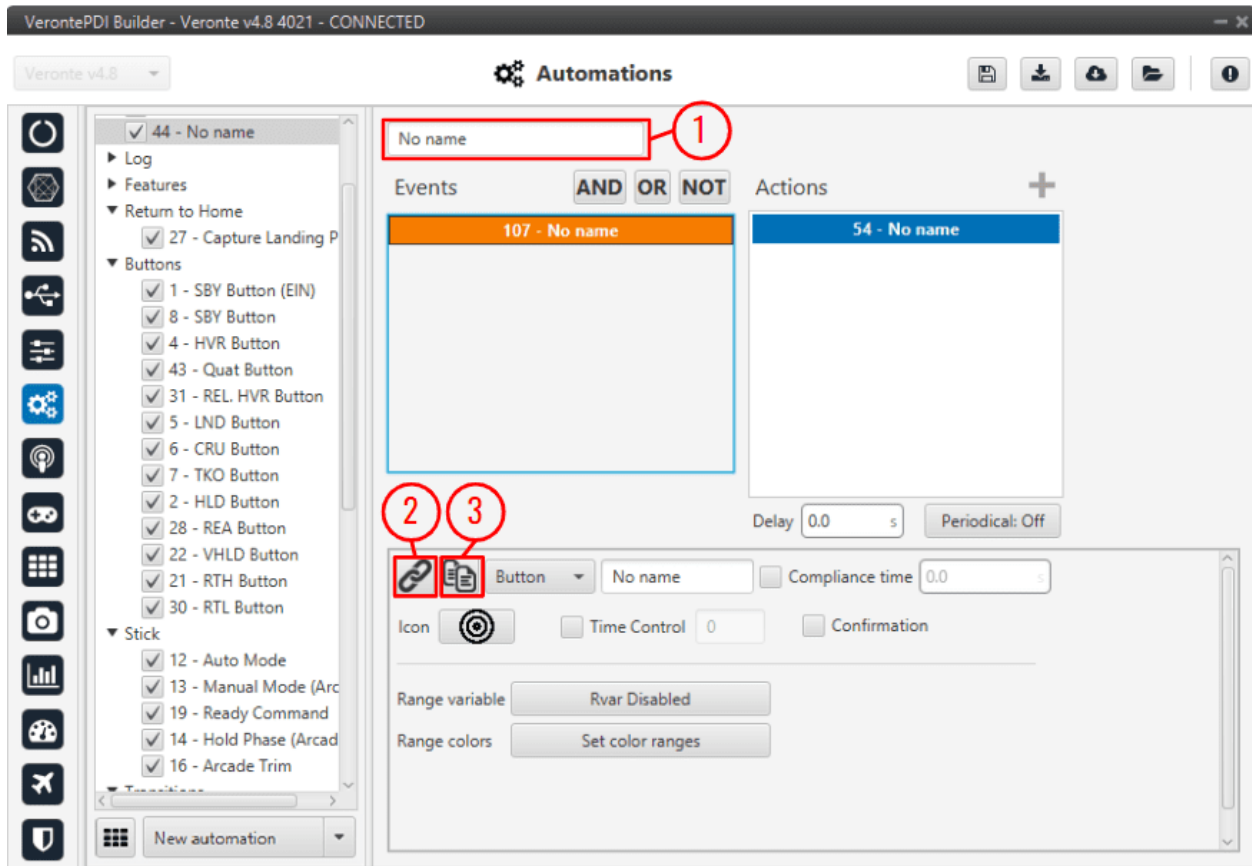 VerontePDI Builder - Veronte v4.8 4021 - CONNECTED
Veronte v4.8
Automations
44 - No name
Log
Features
Return to Home
27 - Capture Landing P
Buttons
1 - SBY Button (EIN)
8 - SBY Button
4 - HVR Button
43 - Quat Button
31 - REL. HVR Button
5 - LND Button
6 - CRU Button
7 - TKO Button
2 - HLD Button
28 - REA Button
22 - VHLD Button
21 - RTH Button
30 - RTL Button
Stick
12 - Auto Mode
13 - Manual Mode (Arc
19 - Ready Command
14 - Hold Phase (Arcad
16 - Arcade Trim
Transitions
New automation
No name
1
Events AND OR NOT
Actions
107 - No name
54 - No name
Delay 0.0 s Periodical: Off
2 3
Button No name Compliance time 0.0 s
Icon Time Control 0 Confirmation
Range variable Rvar Disabled
Range colors Set color ranges